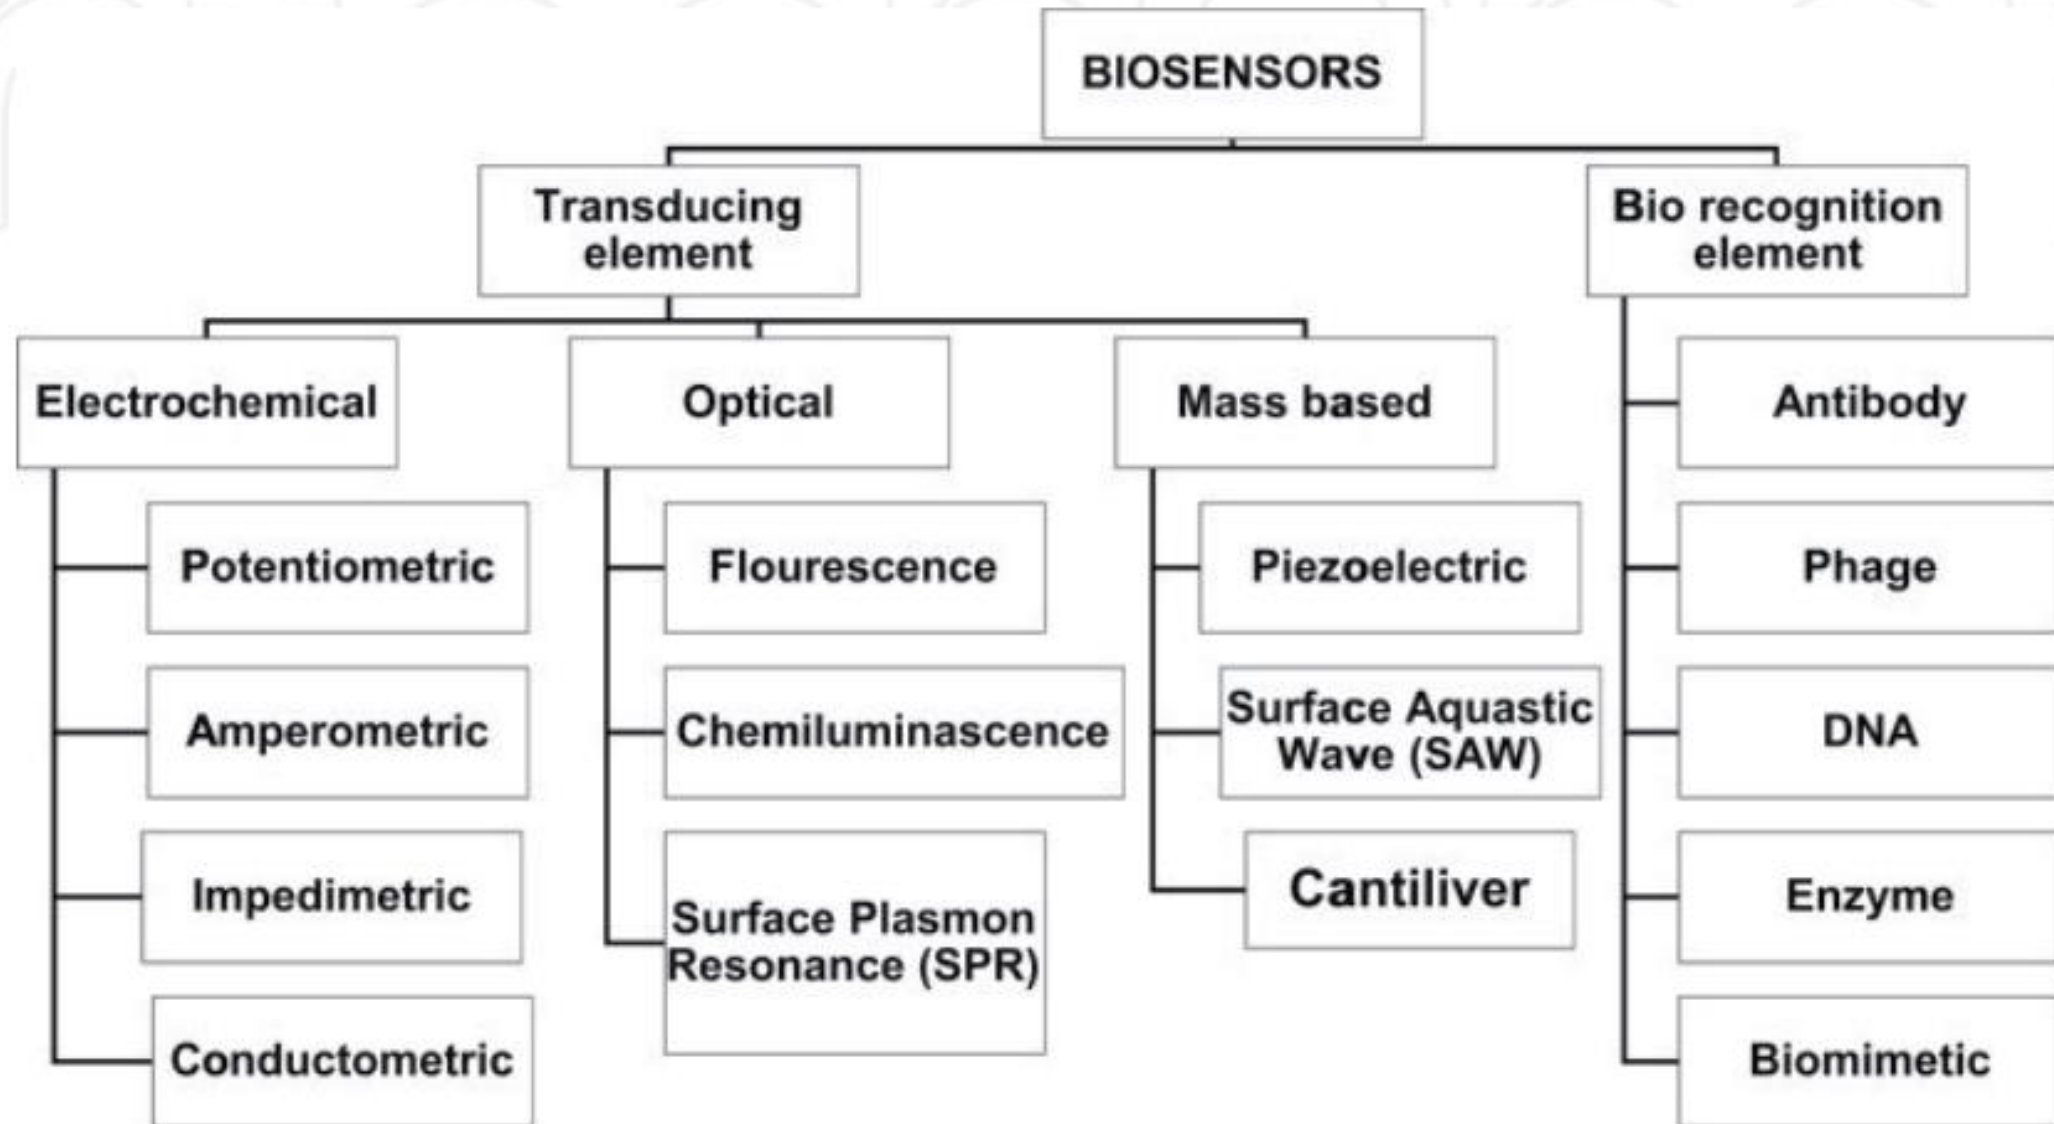 BIOSENSORS
Transducing
element
Bio recognition
element
Electrochemical
Optical
Mass based
Antibody
Potentiometric
Flourescence
Piezoelectric
Phage
Amperometric
Chemiluminascence
Surface Aquastic
Wave (SAW)
DNA
Impedimetric
Surface Plasmon
Resonance (SPR)
Cantiliver
Enzyme
Conductometric
Biomimetic